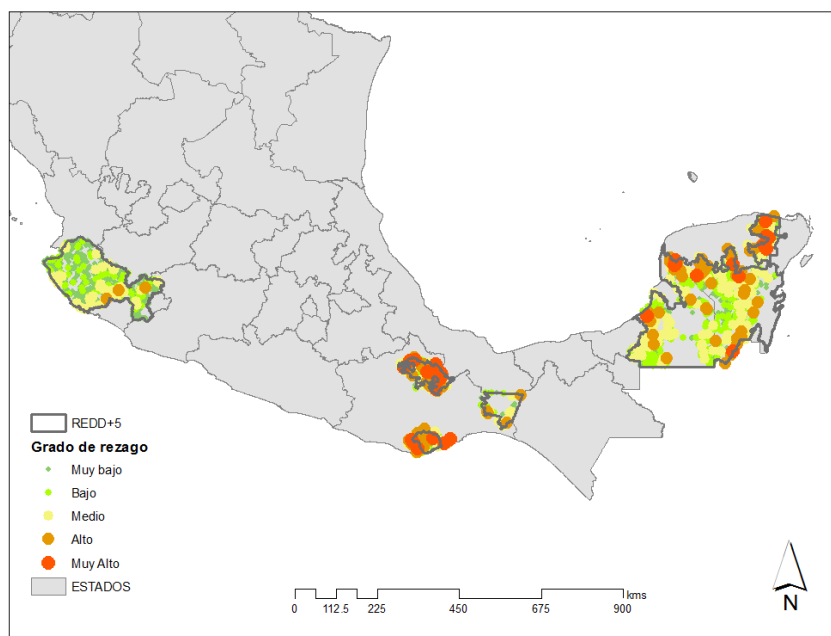 REDD+5
Grado de rezago
Muy bajo
Bajo
Medio
Alto
Muy Alto
ESTADOS
kms
0 112.5 225 450 675 900
N